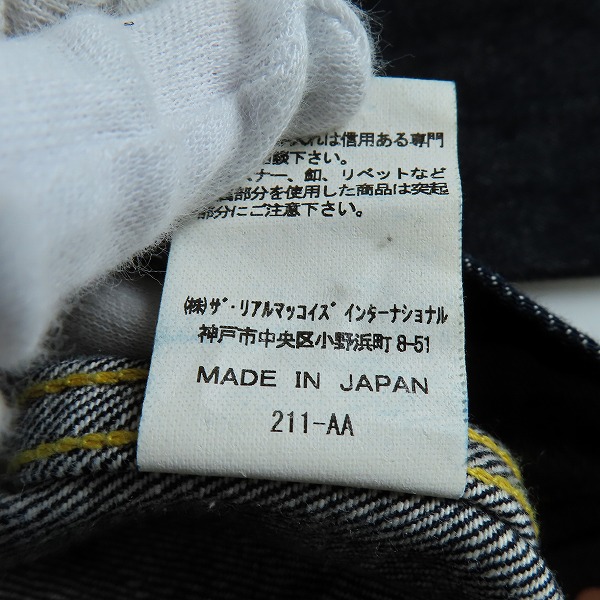 入れは信用ある専門
相談下さい。
ナー、釦、リベットなど
部分を使用した商品は突起
部分にご注意下さい。
(株)ザ・リアルマッコイズ インターナショナル
神戸市中央区小野浜町 8-51
MADE IN JAPAN
211-AA